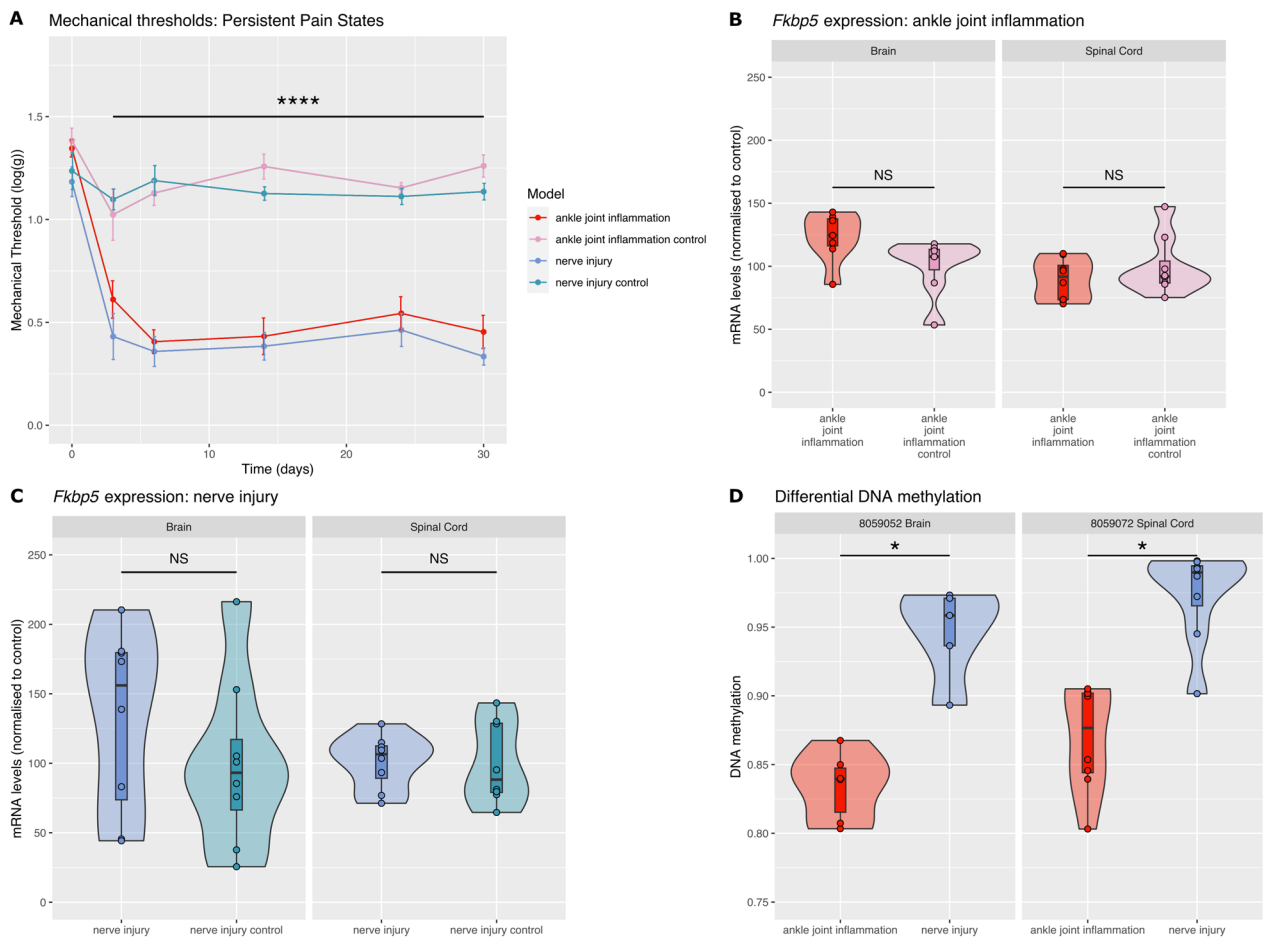 A Mechanical thresholds: Persistent Pain States
Mechanical Threshold (log(g))
1.5
1.0
0.5
0.0
****
0 10 20 30
Time (days)
Model
ankle joint inflammation
ankle joint inflammation control
nerve injury
nerve injury control
B Fkbp5 expression: ankle joint inflammation
Brain Spinal Cord
mRNA levels (normalised to control)
250
200
150
100
50
0
NS NS
ankle
joint
inflammation
ankle
joint
inflammation
control
ankle
joint
inflammation
ankle
joint
inflammation
control
C Fkbp5 expression: nerve injury
Brain Spinal Cord
mRNA levels (normalised to control)
250
200
150
100
50
0
NS NS
nerve injury nerve injury control nerve injury nerve injury control
D Differential DNA methylation
8059052 Brain 8059072 Spinal Cord
DNA methylation
1.00
0.95
0.90
0.85
0.80
0.75
* *
ankle joint inflammation nerve injury ankle joint inflammation nerve injury